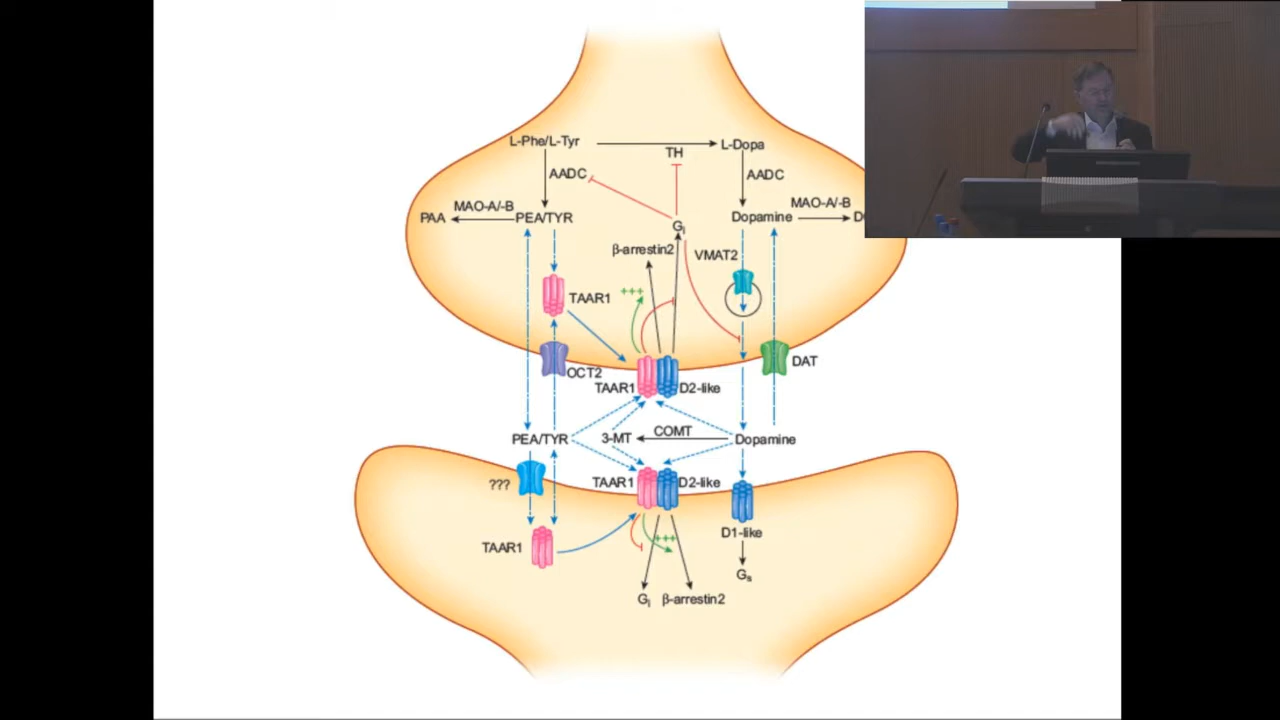 L-Phe/L-Tyr
TH
L-Dopa
AADC
AADC
PAA
MAO-A/-B
PEA/TYR
Dopamine
MAO-A/-B
Gi
β-arrestin2
VMAT2
+++
TAAR1
OCT2
DAT
TAAR1
D2-like
PEA/TYR
3-MT
COMT
Dopamine
???
TAAR1
D2-like
D1-like
TAAR1
+++
Gs
Gi
β-arrestin2